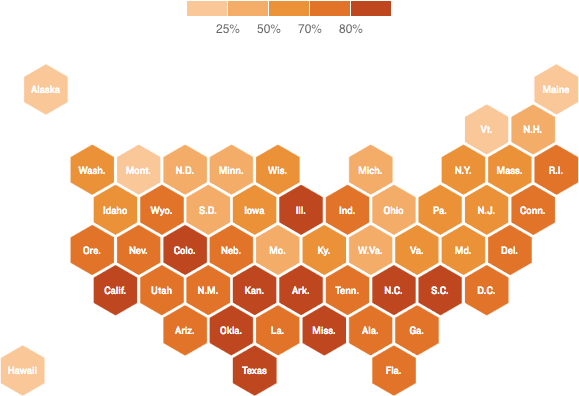 25% 50% 70% 80%
Alaska Maine
Vt. N.H.
Wash. Mont. N.D. Minn. Wis. Mich. N.Y. Mass. R.I.
Idaho Wyo. S.D. Iowa Ill. Ind. Ohio Pa. N.J. Conn.
Ore. Nev. Colo. Neb. Mo. Ky. W.Va. Va. Md. Del.
Calif. Utah N.M. Kan. Ark. Tenn. N.C. S.C. D.C.
Ariz. Okla. La. Miss. Ala. Ga.
Hawaii Texas Fla.